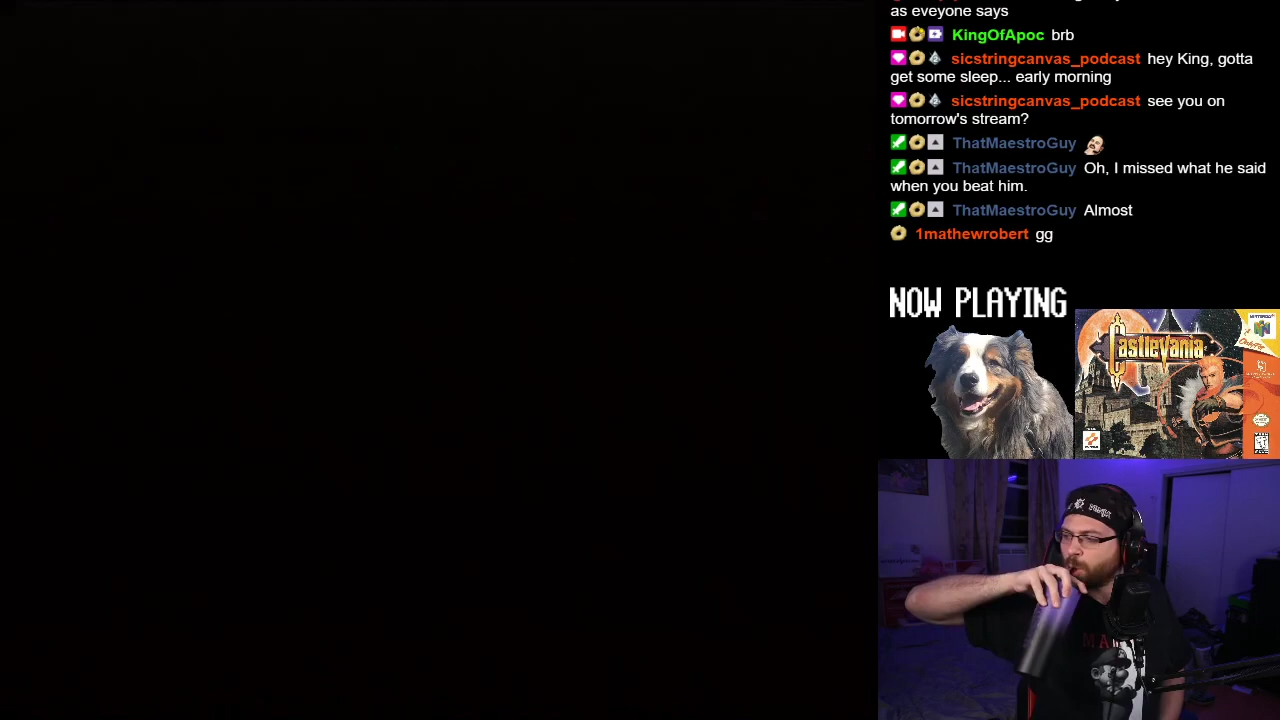 as eveyone says
KingOfApoc brb
sicstringcanvas_podcast hey King, gotta
get some sleep... early morning
sicstringcanvas_podcast see you on
tomorrow's stream?
ThatMaestroGuy
ThatMaestroGuy Oh, I missed what he said
when you beat him.
ThatMaestroGuy Almost
1mathewrobert gg
NOW PLAYING
Castlevania